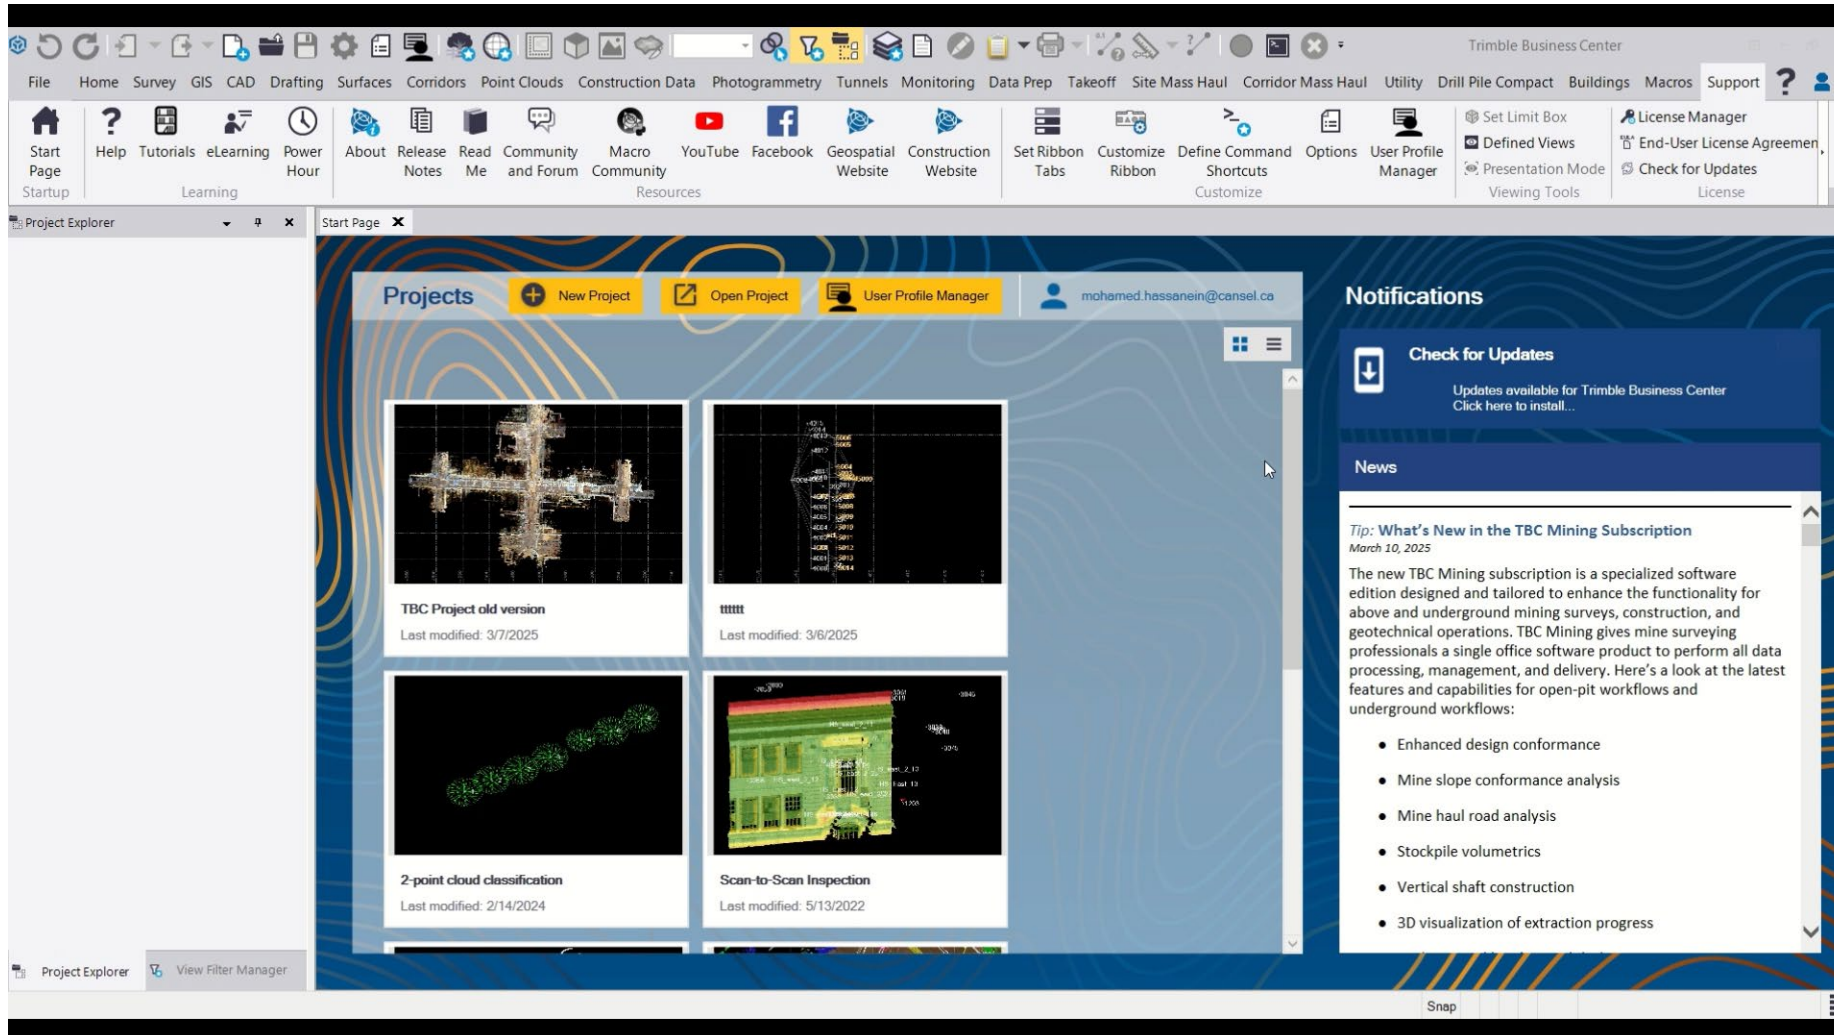 Trimble Business Center
File Home Survey GIS CAD Drafting Surfaces Corridors Point Clouds Construction Data Photogrammetry Tunnels Monitoring Data Prep Takeoff Site Mass Haul Corridor Mass Haul Utility Drill Pile Compact Buildings Macros Support
Start Page
Help
Tutorials
eLearning
Power Hour
About
Release Notes
Read Me
Community and Forum
Macro Community
YouTube
Facebook
Geospatial Website
Construction Website
Set Ribbon Tabs
Customize Ribbon
Define Command Shortcuts
Options
User Profile Manager
Set Limit Box
Defined Views
Presentation Mode
License Manager
End-User License Agreemen
Check for Updates
Startup
Learning
Resources
Customize
Viewing Tools
License
Project Explorer
Start Page
Projects
New Project
Open Project
User Profile Manager
mohamed.hassanein@cansel.ca
TBC Project old version
Last modified: 3/7/2025
tttttt
Last modified: 3/6/2025
2-point cloud classification
Last modified: 2/14/2024
Scan-to-Scan Inspection
Last modified: 5/13/2022
Notifications
Check for Updates
Updates available for Trimble Business Center
Click here to install...
News
Tip: What's New in the TBC Mining Subscription
March 10, 2025
The new TBC Mining subscription is a specialized software
edition designed and tailored to enhance the functionality for
above and underground mining surveys, construction, and
geotechnical operations. TBC Mining gives mine surveying
professionals a single office software product to perform all data
processing, management, and delivery. Here's a look at the latest
features and capabilities for open-pit workflows and
underground workflows:
• Enhanced design conformance
• Mine slope conformance analysis
• Mine haul road analysis
• Stockpile volumetrics
• Vertical shaft construction
• 3D visualization of extraction progress
Project Explorer
View Filter Manager
Snap